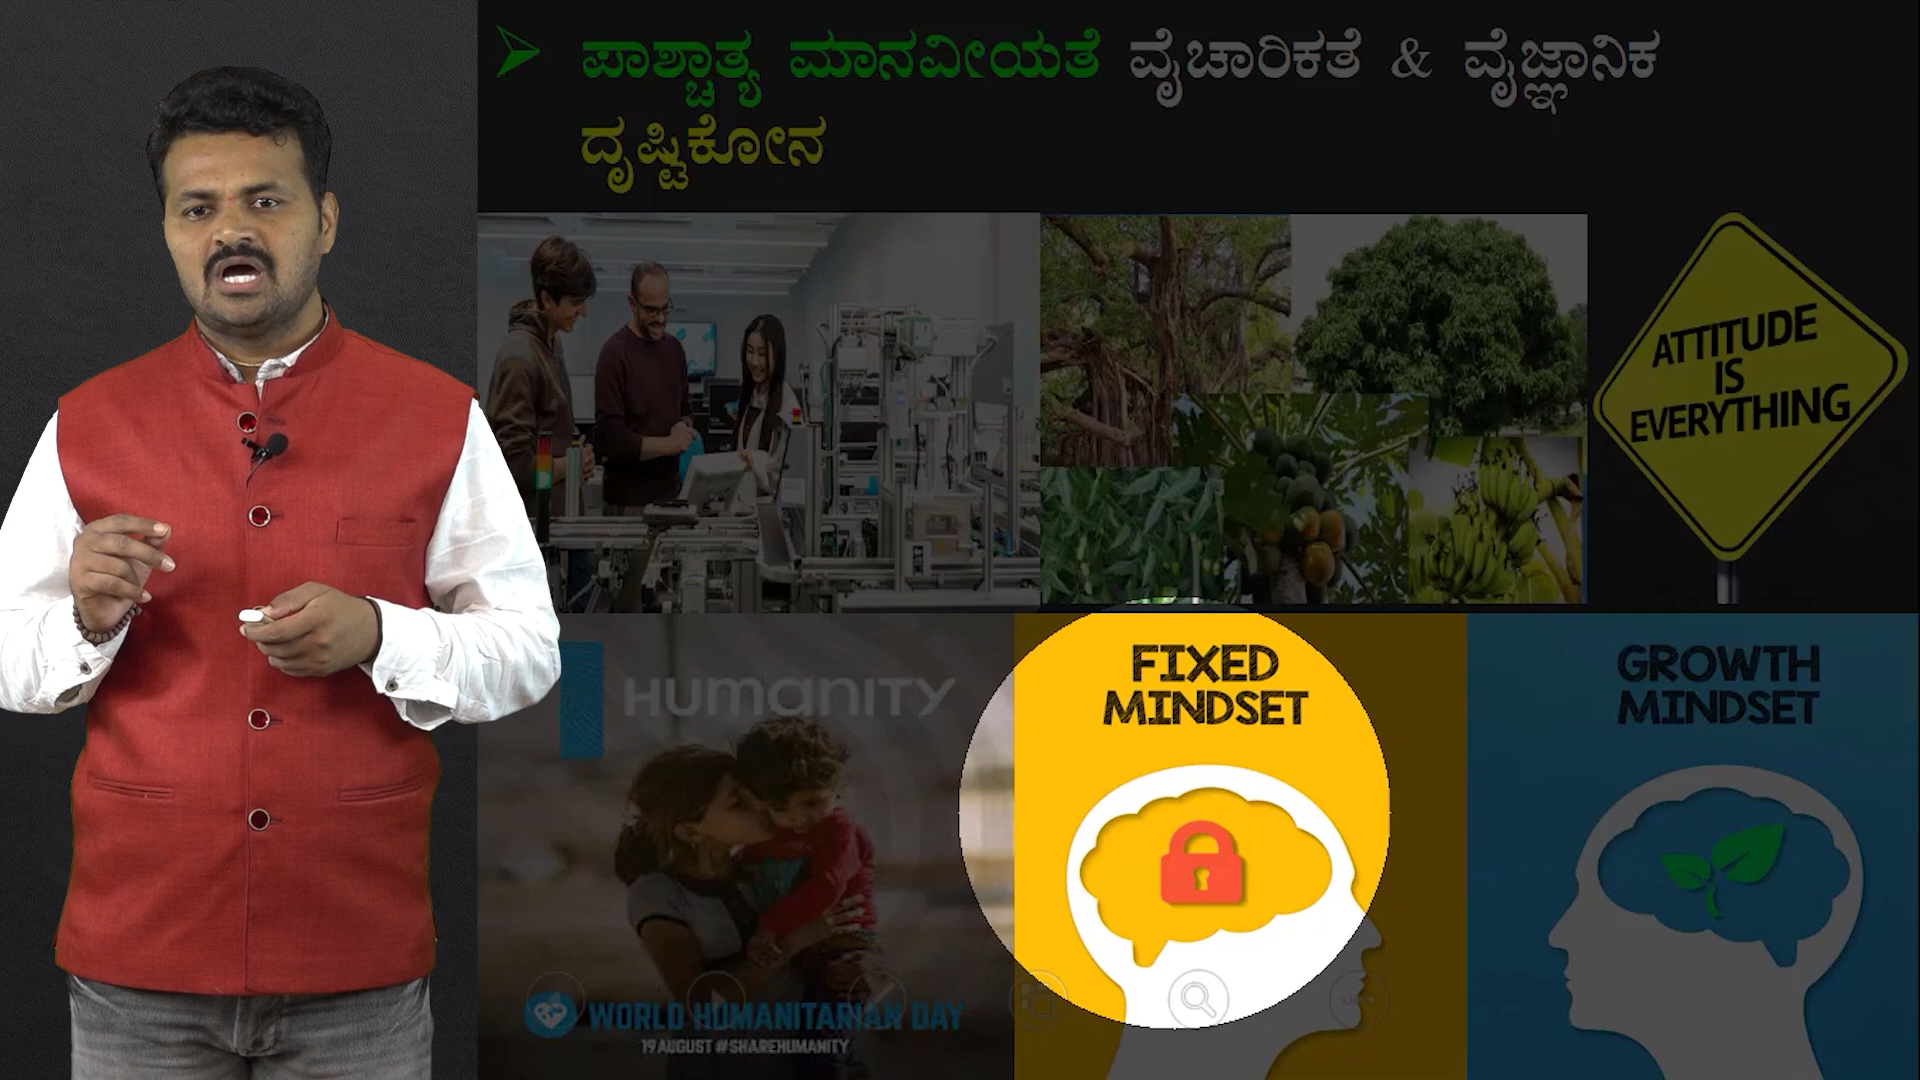 ಪಾಶ್ಚಾತ್ಯ ಮಾನವೀಯತೆ ವೈಚಾರಿಕತೆ & ವೈಜ್ಞಾನಿಕ
ದೃಷ್ಟಿಕೋನ
ATTITUDE
IS
EVERYTHING
HUMANITY
WORLD HUMANITARIAN DAY
19 AUGUST #SHAREHUMANITY
FIXED
MINDSET
GROWTH
MINDSET